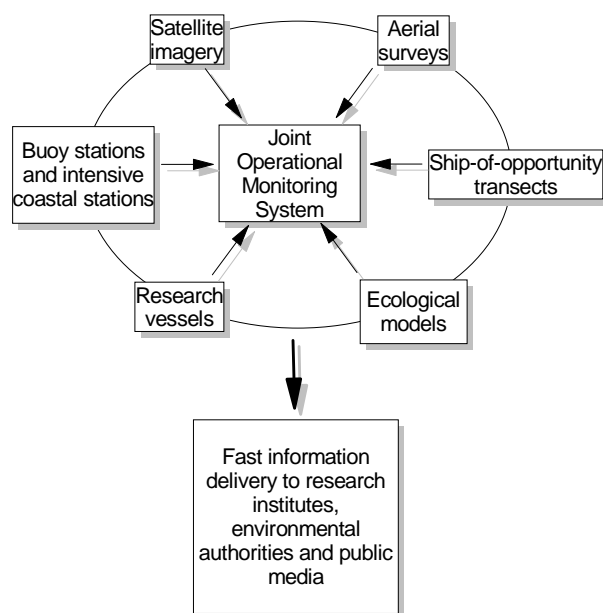 Satellite
imagery
Aerial
surveys
Buoy stations
and intensive
coastal stations
Joint
Operational
Monitoring
System
Ship-of-opportunity
transects
Research
vessels
Ecological
models
Fast information
delivery to research
institutes,
environmental
authorities and public
media